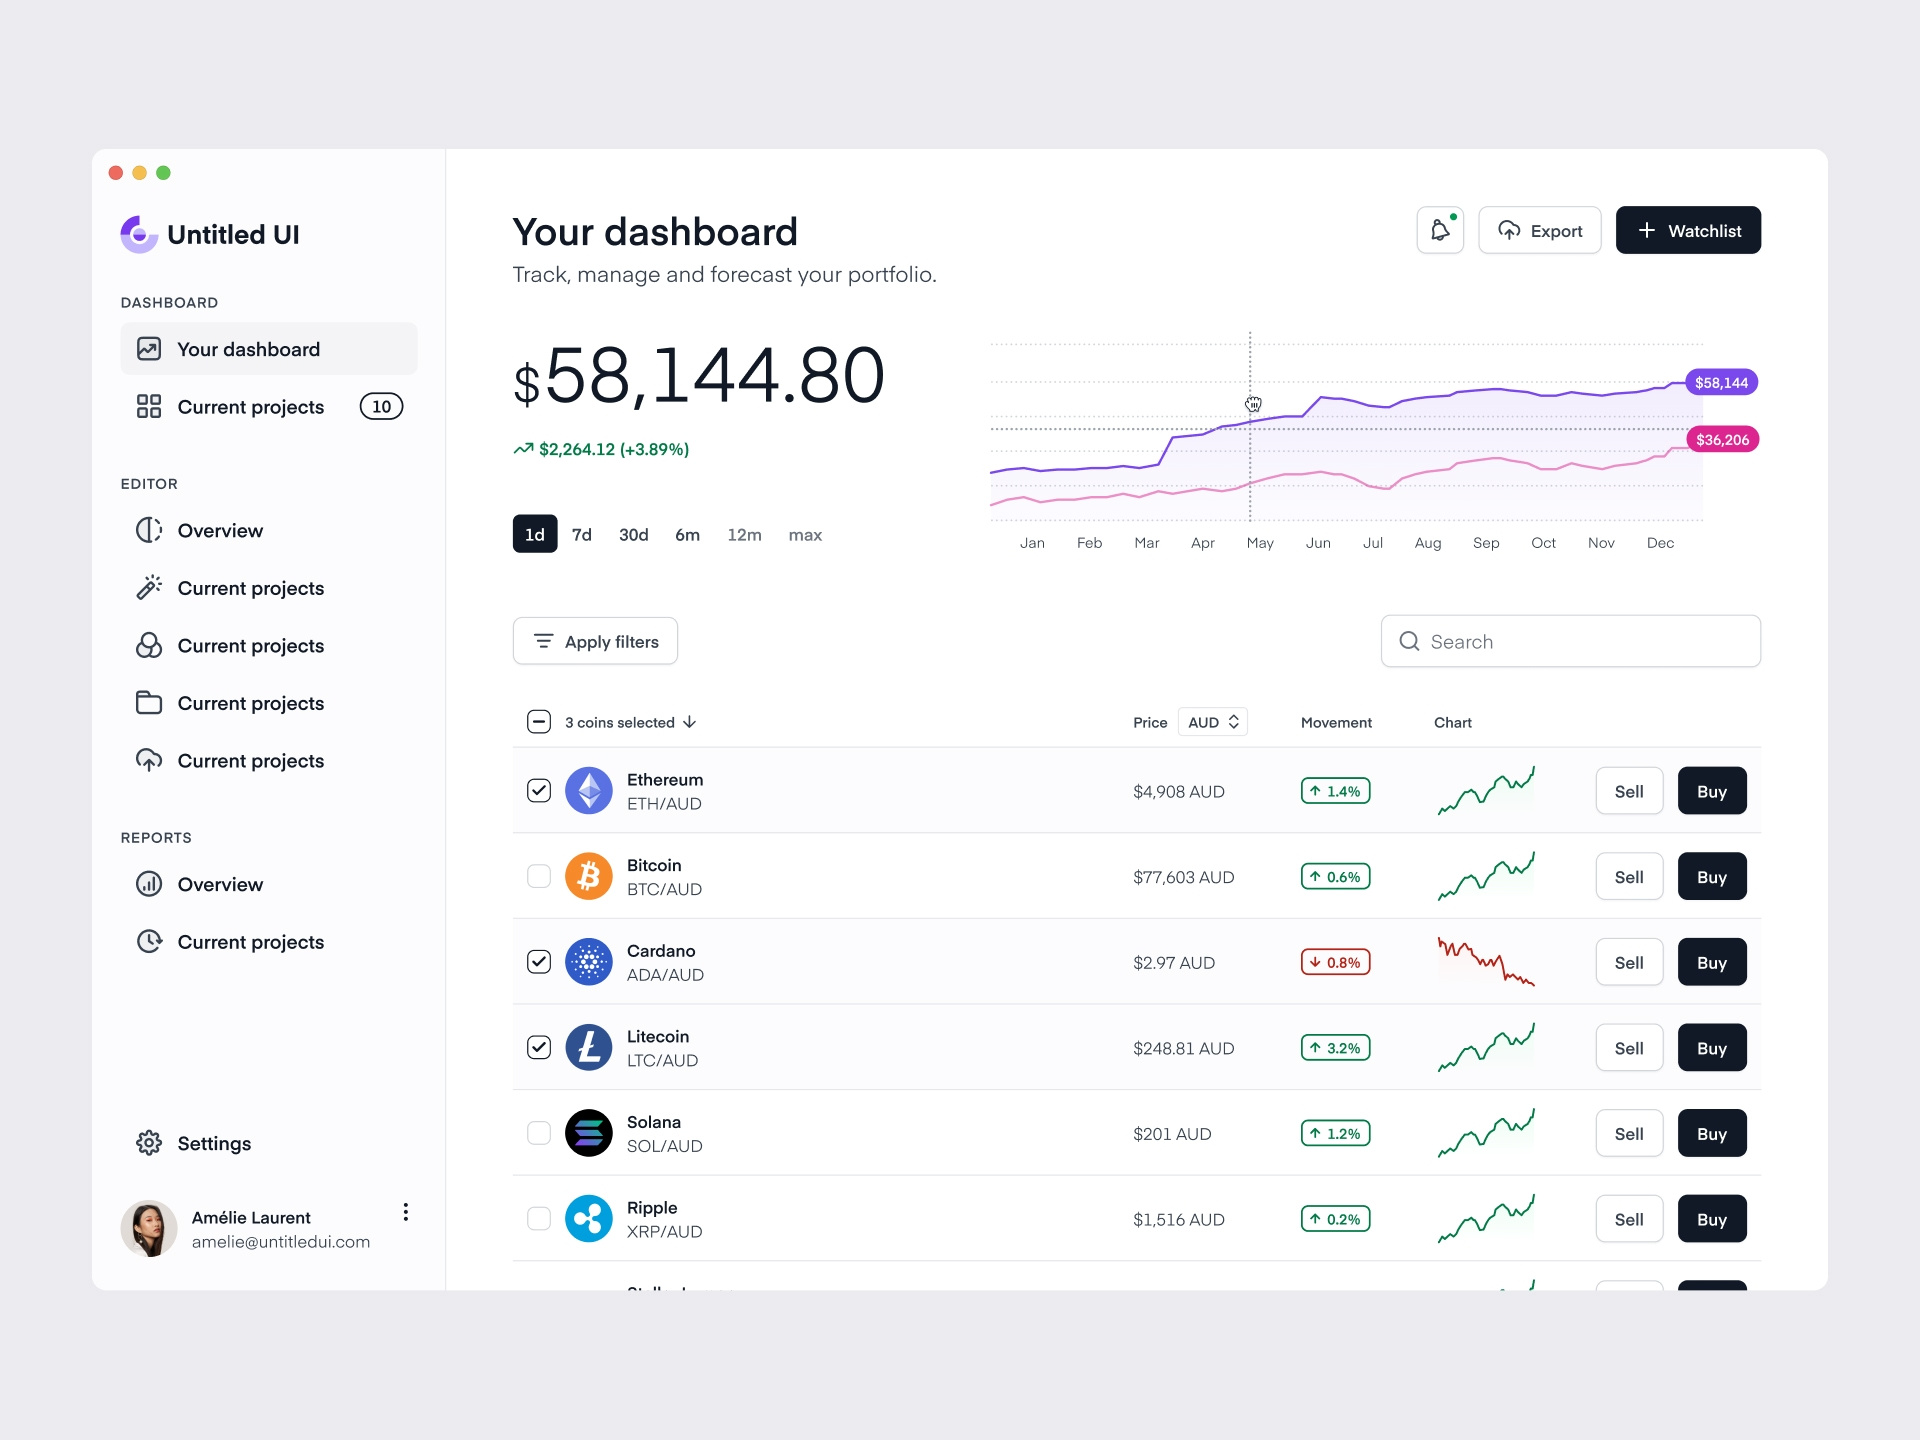 Untitled UI
DASHBOARD
Your dashboard
Current projects 10
EDITOR
Overview
Current projects
Current projects
Current projects
Current projects
REPORTS
Overview
Current projects
Settings
Amélie Laurent
amelie@untitledui.com
Your dashboard
Track, manage and forecast your portfolio.
Export
Watchlist
$58,144.80
$2,264.12 (+3.89%)
1d 7d 30d 6m 12m max
$58,144
$36,206
Jan Feb Mar Apr May Jun Jul Aug Sep Oct Nov Dec
Apply filters
Search
3 coins selected Price AUD Movement Chart
Ethereum
ETH/AUD
$4,908 AUD 1.4% Sell Buy
Bitcoin
BTC/AUD
$77,603 AUD 0.6% Sell Buy
Cardano
ADA/AUD
$2.97 AUD 0.8% Sell Buy
Litecoin
LTC/AUD
$248.81 AUD 3.2% Sell Buy
Solana
SOL/AUD
$201 AUD 1.2% Sell Buy
Ripple
XRP/AUD
$1,516 AUD 0.2% Sell Buy